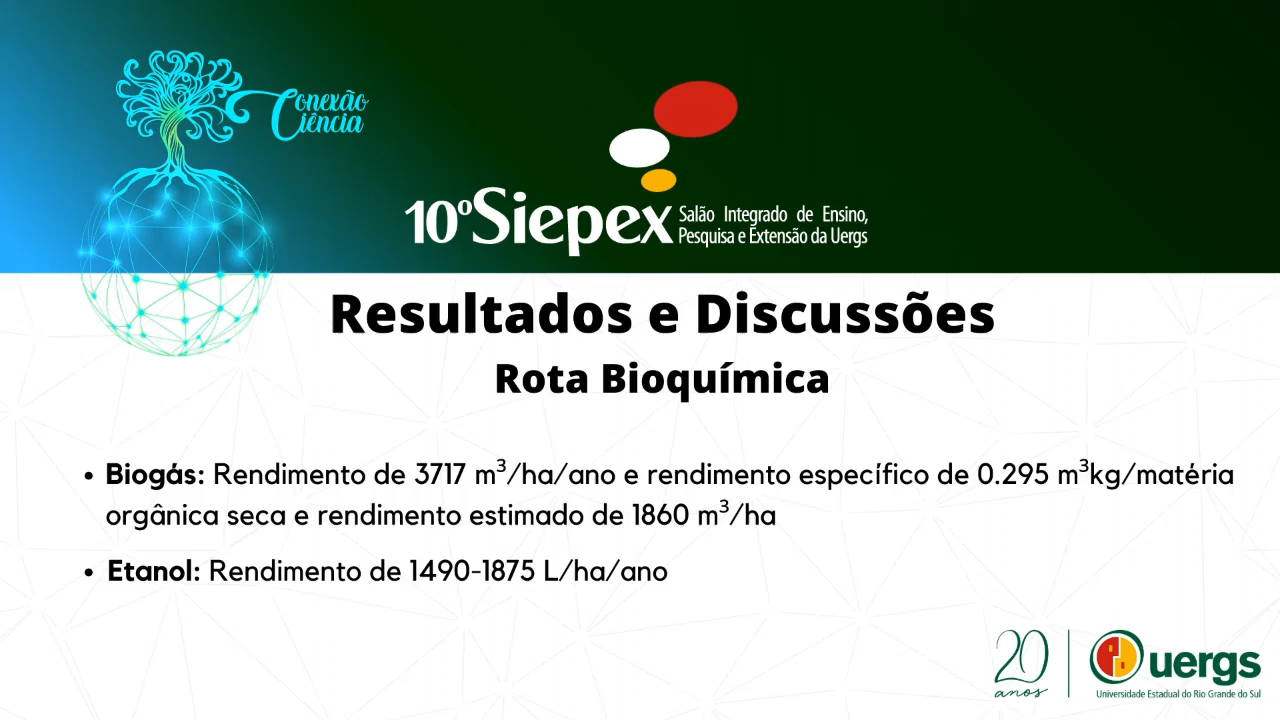 Conexão
Ciência
10º Siepex
Salão Integrado de Ensino,
Pesquisa e Extensão da Uergs
Resultados e Discussões
Rota Bioquímica
• Biogás: Rendimento de 3717 m³/ha/ano e rendimento específico de 0.295 m³kg/matéria
orgânica seca e rendimento estimado de 1860 m³/ha
• Etanol: Rendimento de 1490-1875 L/ha/ano
20
anos
uergs
Universidade Estadual do Rio Grande do Sul